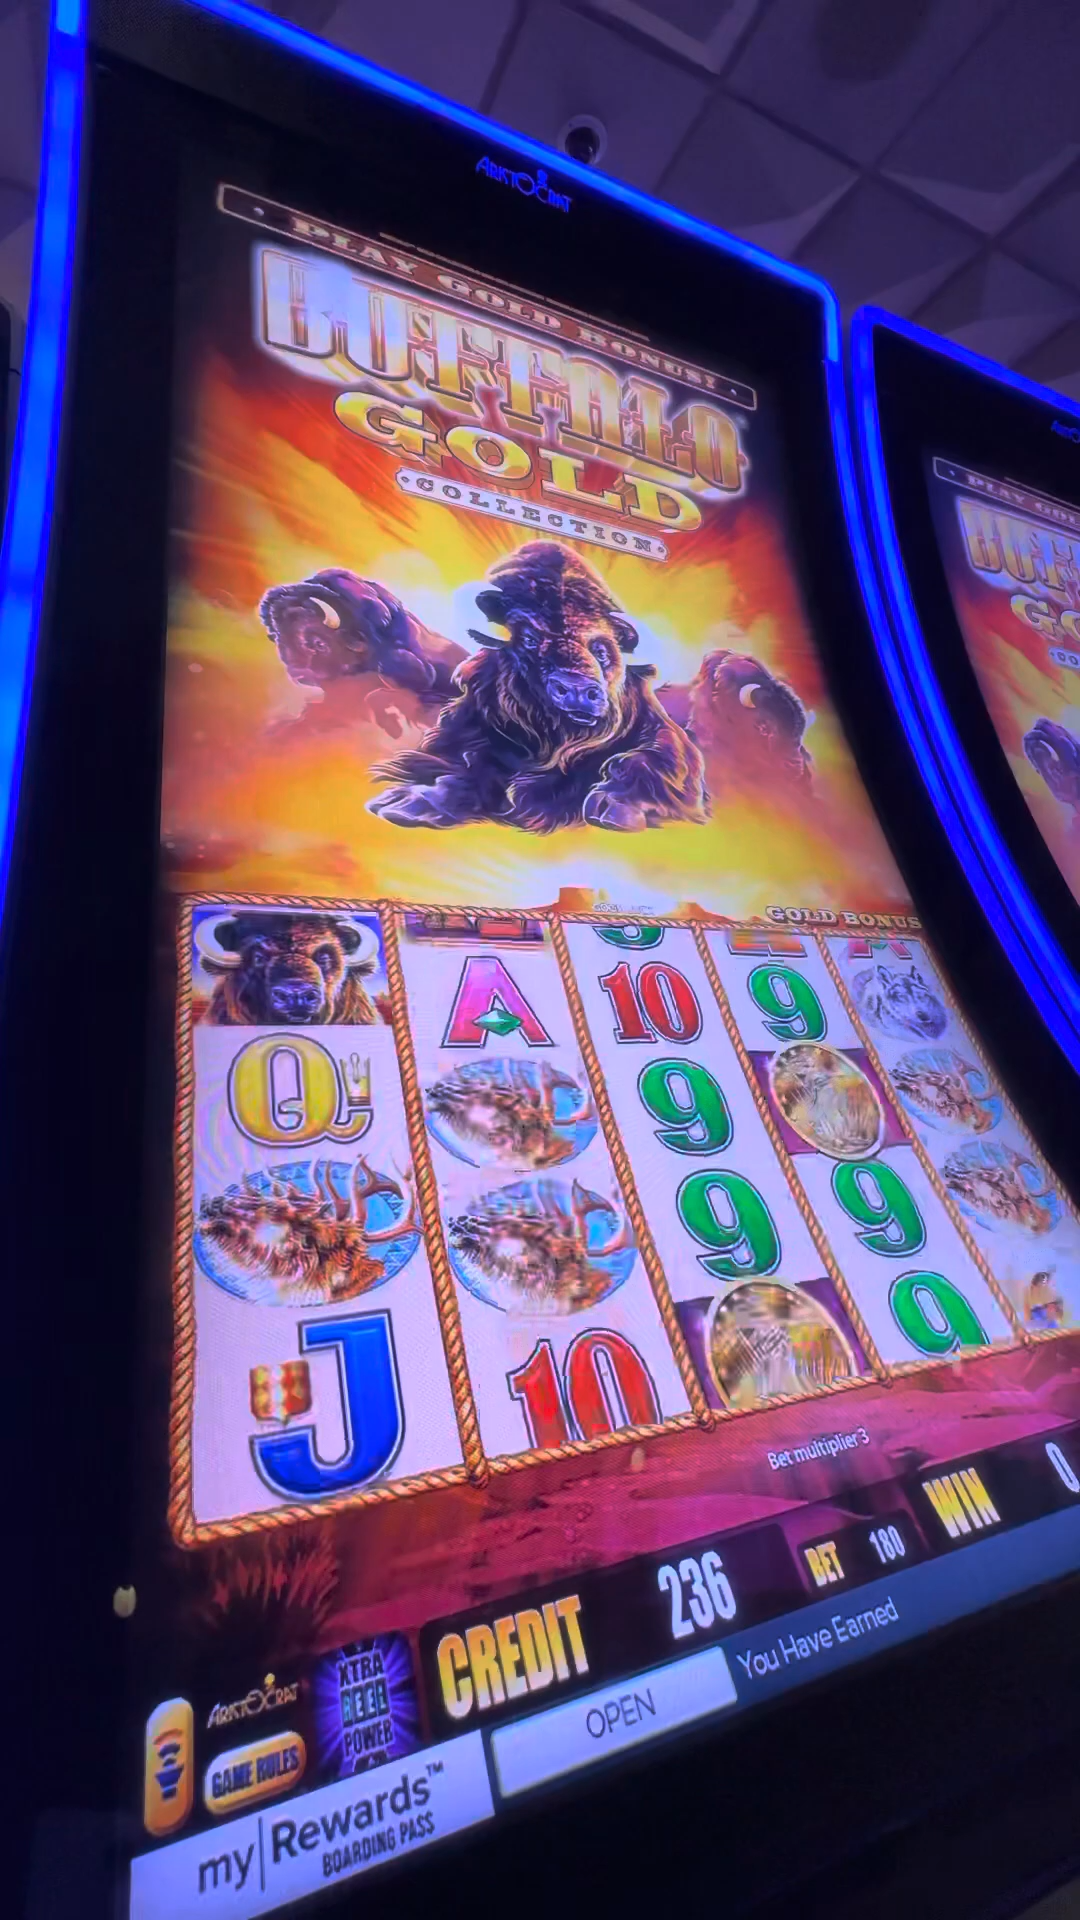 ARISTOCRAT
PLAY GOLD BONUS!
BUFFALO
GOLD
COLLECTION
GOLD BONUS
A
10
9
Q
9
9
9
J
10
9
Bet multiplier 3
CREDIT 236 BET 180 WIN 0
XTRA
REEL
POWER
ARISTOCRAT
GAME RULES
OPEN
You Have Earned
my|Rewards™
BOARDING PASS
PLAY GOL